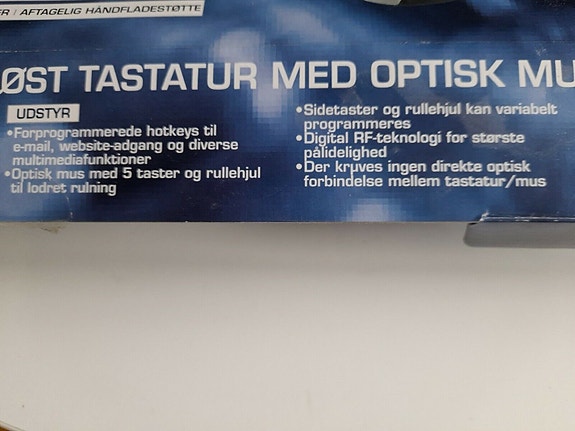 ER / AFTAGELIG HÅNDFLADESTØTTE
LØST TASTATUR MED OPTISK MU
UDSTYR
•Forprogrammerede hotkeys til
e-mail, website-adgang og diverse
multimediafunktioner
•Optisk mus med 5 taster og rullehjul
til lodret rulning
•Sidetaster og rullehjul kan variabelt
programmeres
•Digital RF-teknologi for største
pålidelighed
•Der kruves ingen direkte optisk
forbindelse mellem tastatur/mus